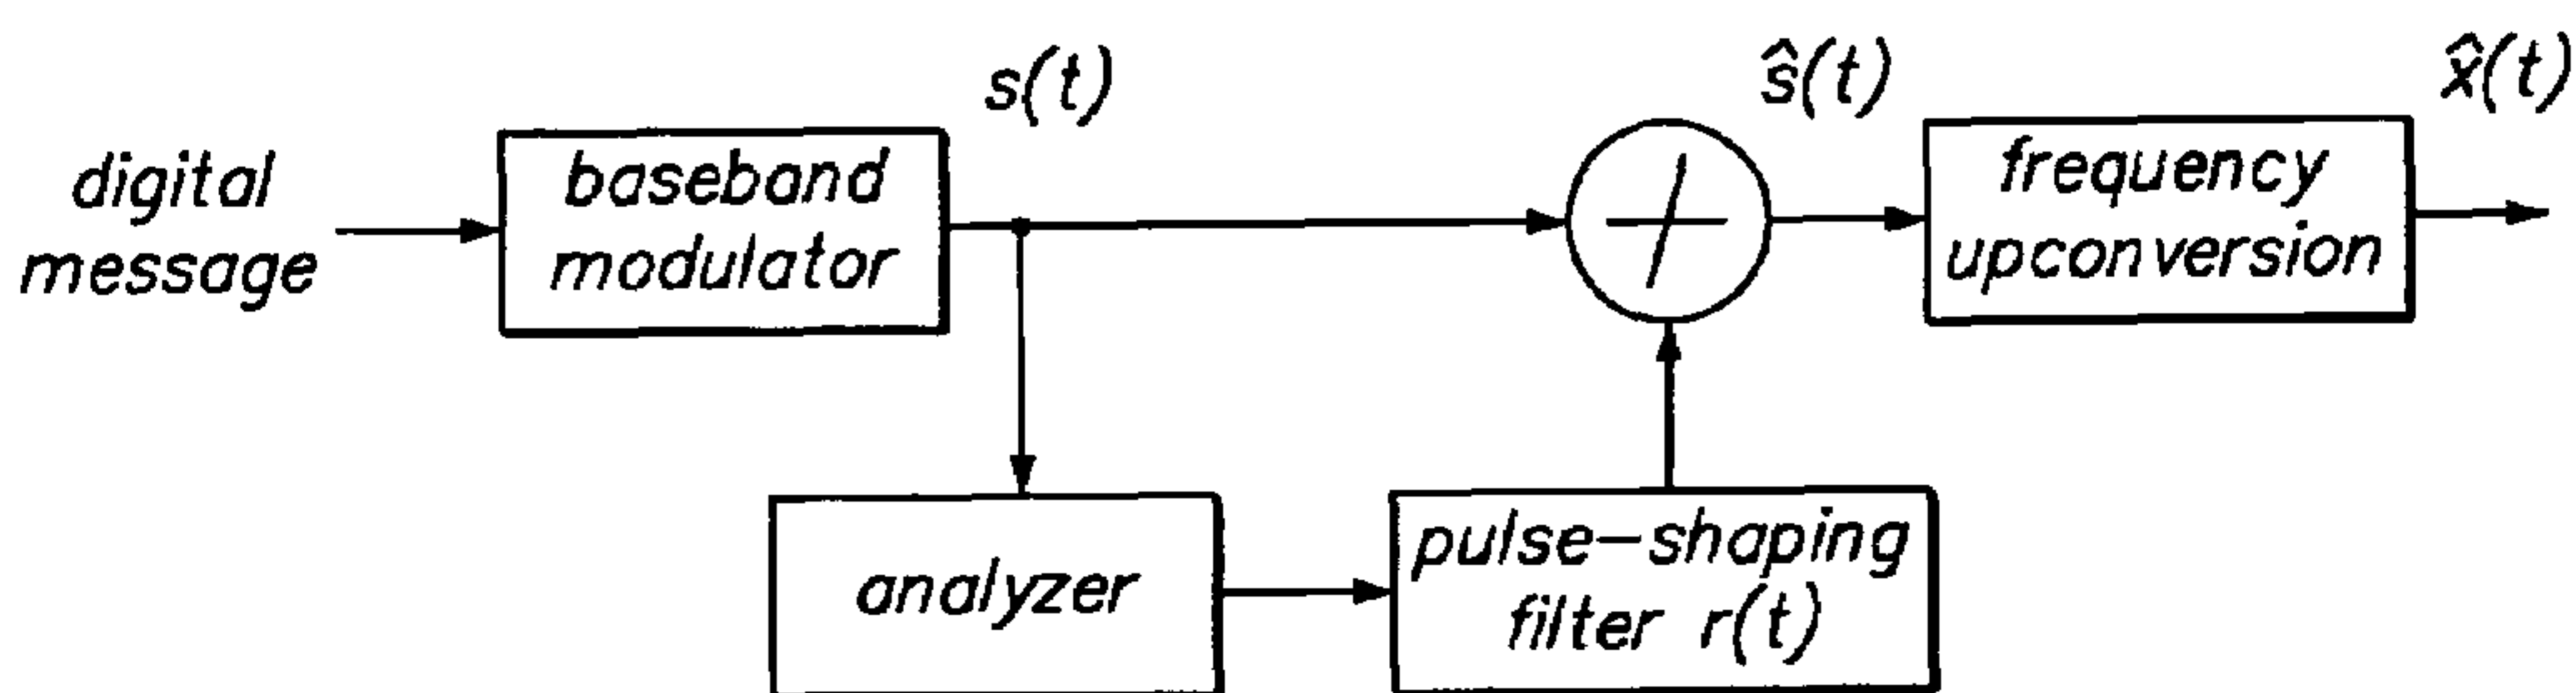 s(t)
ŝ(t)
x̂(t)
digital
message
baseband
modulator
+
frequency
upconversion
analyzer
pulse-shaping
filter r(t)